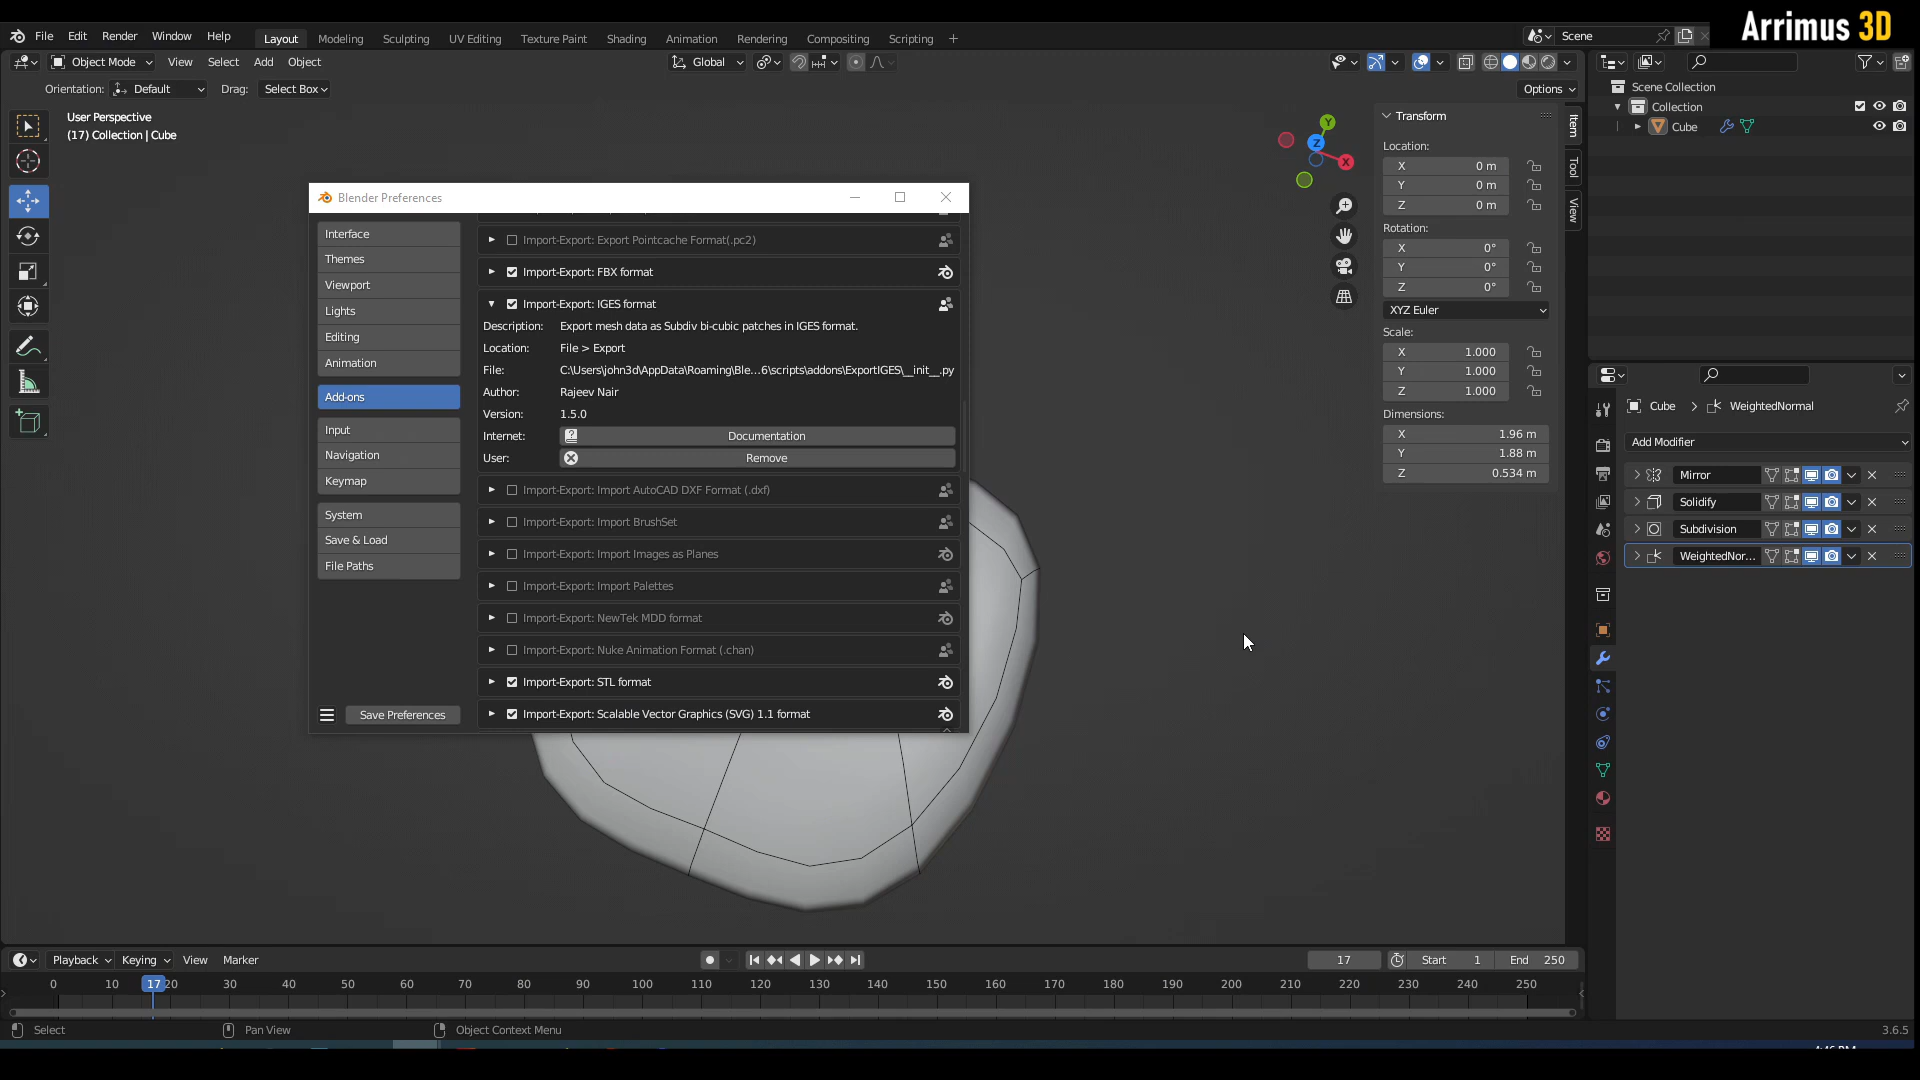 Arrimus 3D
File Edit Render Window Help Layout Modeling Sculpting UV Editing Texture Paint Shading Animation Rendering Compositing Scripting + Scene
Object Mode View Select Add Object Global
Orientation: Default Drag: Select Box Options
User Perspective
(17) Collection | Cube
Y
Z
X
Transform
Location:
X 0 m
Y 0 m
Z 0 m
Rotation:
X 0°
Y 0°
Z 0°
XYZ Euler
Scale:
X 1.000
Y 1.000
Z 1.000
Dimensions:
X 1.96 m
Y 1.88 m
Z 0.534 m
Item
Tool
View
Scene Collection
Collection
Cube
Cube > WeightedNormal
Add Modifier
Mirror
Solidify
Subdivision
WeightedNor...
Blender Preferences
Interface
Themes
Viewport
Lights
Editing
Animation
Add-ons
Input
Navigation
Keymap
System
Save & Load
File Paths
Save Preferences
Import-Export: Export Pointcache Format(.pc2)
Import-Export: FBX format
Import-Export: IGES format
Description: Export mesh data as Subdiv bi-cubic patches in IGES format.
Location: File > Export
File: C:\Users\john3d\AppData\Roaming\Ble...6\scripts\addons\ExportIGES\__init__.py
Author: Rajeev Nair
Version: 1.5.0
Internet: Documentation
User: Remove
Import-Export: Import AutoCAD DXF Format (.dxf)
Import-Export: Import BrushSet
Import-Export: Import Images as Planes
Import-Export: Import Palettes
Import-Export: NewTek MDD format
Import-Export: Nuke Animation Format (.chan)
Import-Export: STL format
Import-Export: Scalable Vector Graphics (SVG) 1.1 format
Playback Keying View Marker 17 Start 1 End 250
0 10 17 20 30 40 50 60 70 80 90 100 110 120 130 140 150 160 170 180 190 200 210 220 230 240 250
Select Pan View Object Context Menu 3.6.5